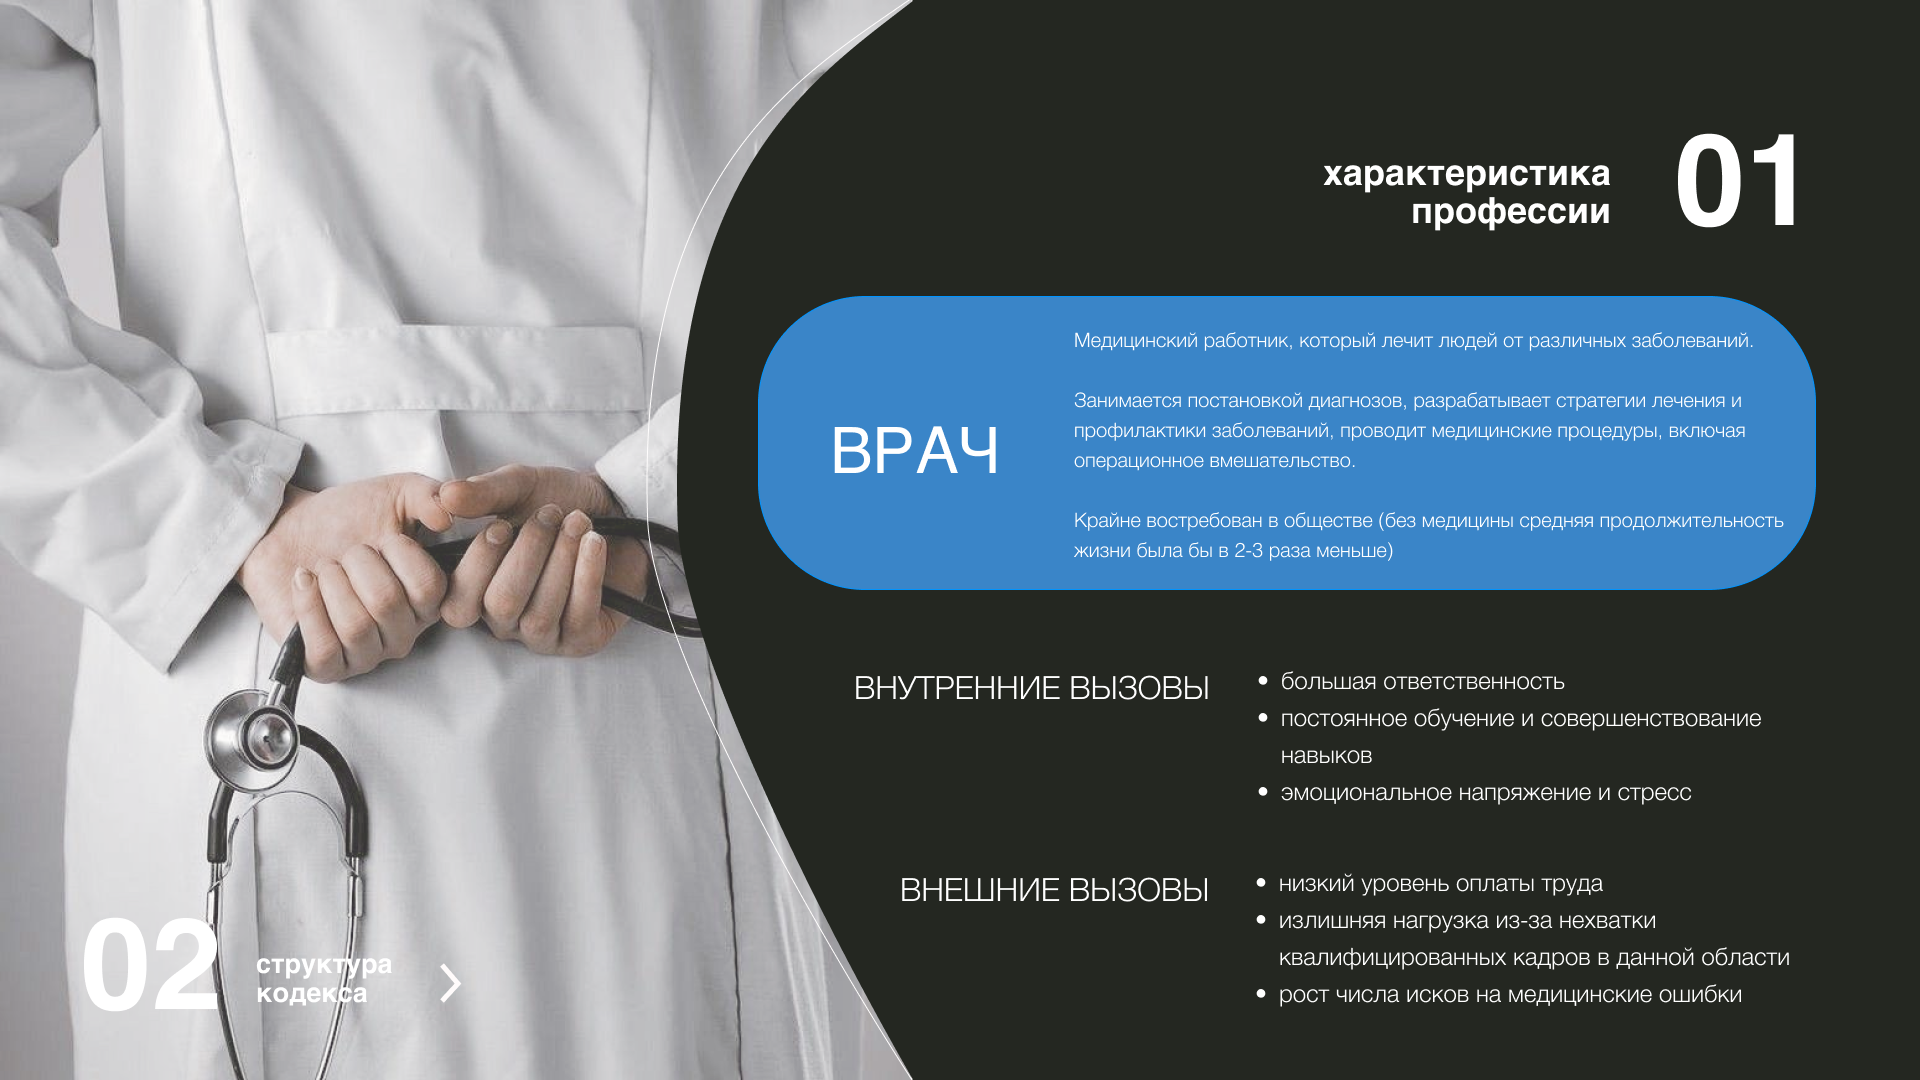 характеристика
профессии
01
ВРАЧ
Медицинский работник, который лечит людей от различных заболеваний.
Занимается постановкой диагнозов, разрабатывает стратегии лечения и
профилактики заболеваний, проводит медицинские процедуры, включая
операционное вмешательство.
Крайне востребован в обществе (без медицины средняя продолжительность
жизни была бы в 2-3 раза меньше)
ВНУТРЕННИЕ ВЫЗОВЫ
• большая ответственность
• постоянное обучение и совершенствование
навыков
• эмоциональное напряжение и стресс
ВНЕШНИЕ ВЫЗОВЫ
• низкий уровень оплаты труда
• излишняя нагрузка из-за нехватки
квалифицированных кадров в данной области
• рост числа исков на медицинские ошибки
02
структура
кодекса